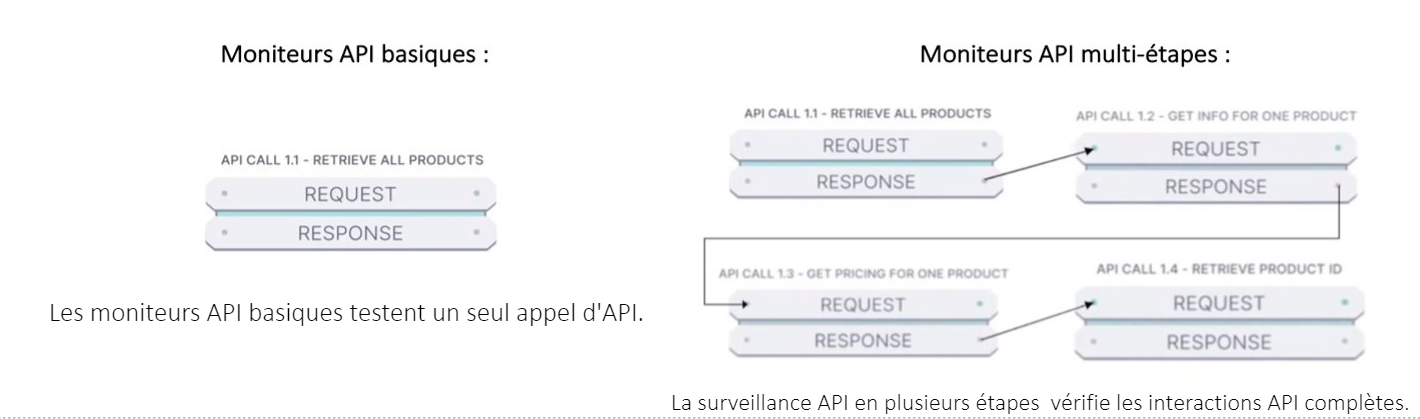 Moniteurs API basiques :
API CALL 1.1 - RETRIEVE ALL PRODUCTS
REQUEST
RESPONSE
Les moniteurs API basiques testent un seul appel d'API.
Moniteurs API multi-étapes :
API CALL 1.1 - RETRIEVE ALL PRODUCTS
REQUEST
RESPONSE
API CALL 1.2 - GET INFO FOR ONE PRODUCT
REQUEST
RESPONSE
API CALL 1.3 - GET PRICING FOR ONE PRODUCT
REQUEST
RESPONSE
API CALL 1.4 - RETRIEVE PRODUCT ID
REQUEST
RESPONSE
La surveillance API en plusieurs étapes vérifie les interactions API complètes.